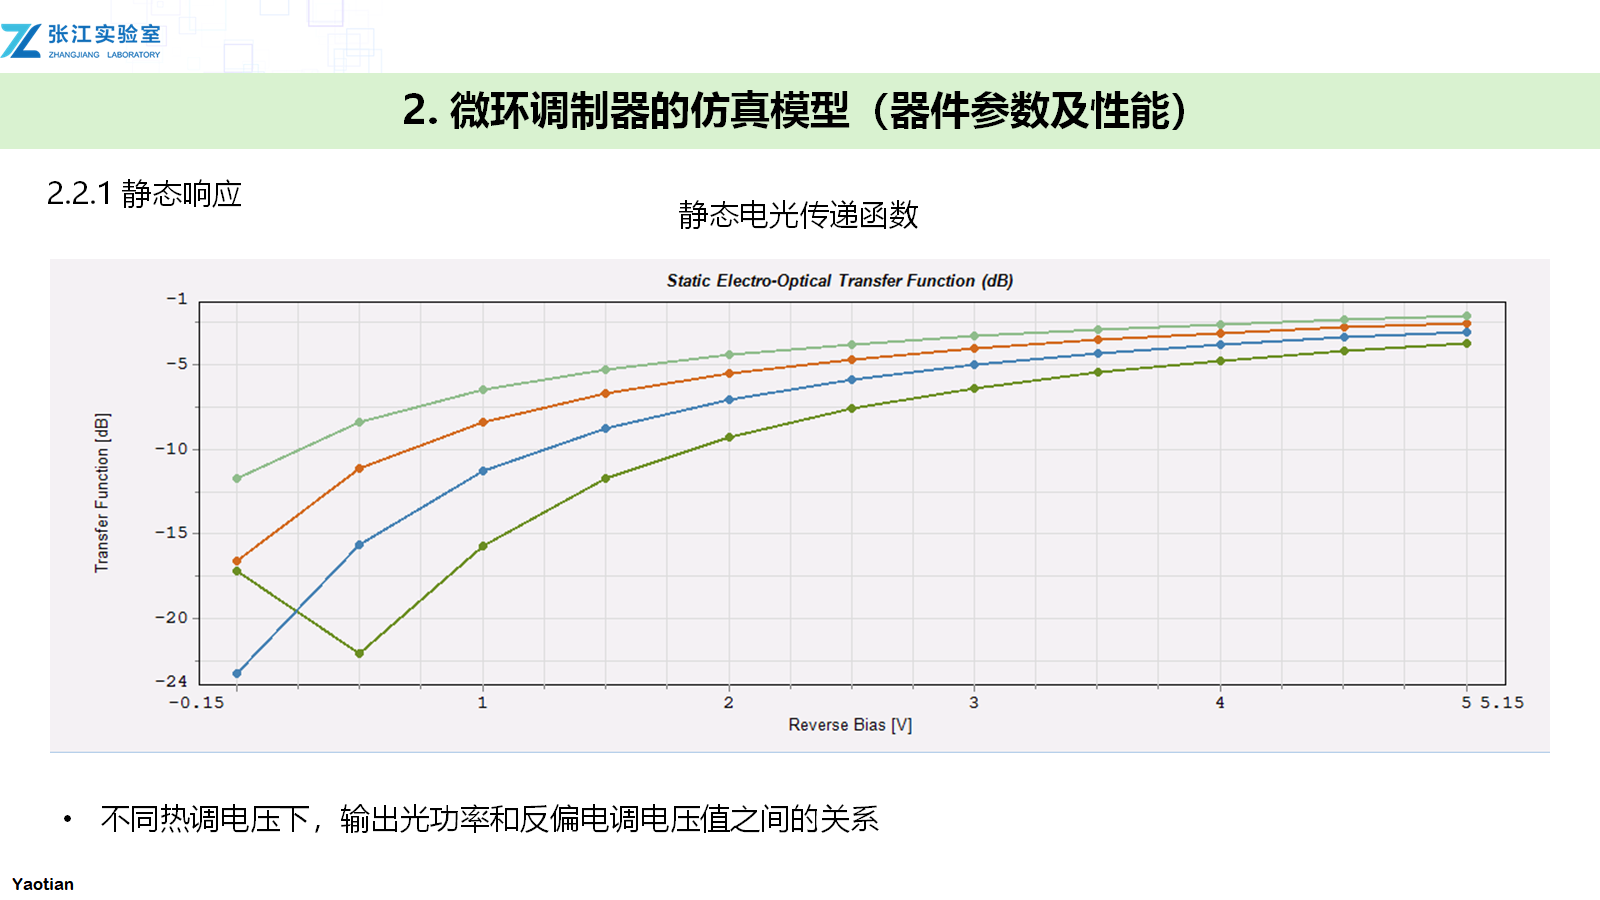 张江实验室
ZHANGJIANG LABORATORY
2. 微环调制器的仿真模型（器件参数及性能）
2.2.1 静态响应
静态电光传递函数
Static Electro-Optical Transfer Function (dB)
Transfer Function [dB]
-1
-5
-10
-15
-20
-24
-0.15 1 2 3 4 5 5.15
Reverse Bias [V]
• 不同热调电压下，输出光功率和反偏电调电压值之间的关系
Yaotian